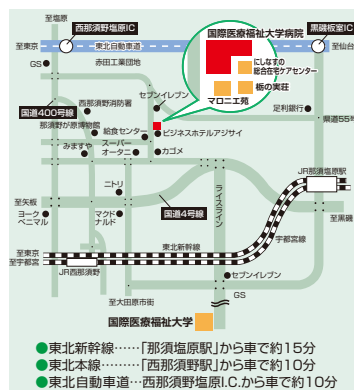 至塩原
西那須野塩原IC
国際医療福祉大学病院
黒磯板室IC
至東京
東北自動車道
至仙台
GS
赤田工業団地
にしなすの
総合在宅ケアセンター
栃の実荘
マロニエ苑
セブンイレブン
西那須野消防署
国道400号線
那須野が原博物館
給食センター
ビジネスホテルアジサイ
足利銀行
県道55号
みますや
スーパー
オータニ
カゴメ
JR那須塩原駅
ニトリ
ライスライン
至矢板
ヨーク
ベニマル
マクド
ナルド
国道4号線
至黒磯
宇都宮線
東北新幹線
至東京
至宇都宮
JR西那須野
セブンイレブン
至大田原市街
GS
国際医療福祉大学
●東北新幹線……「那須塩原駅」から車で約15分
●東北本線………「西那須野駅」から車で約10分
●東北自動車道…西那須野塩原I.C.から車で約10分